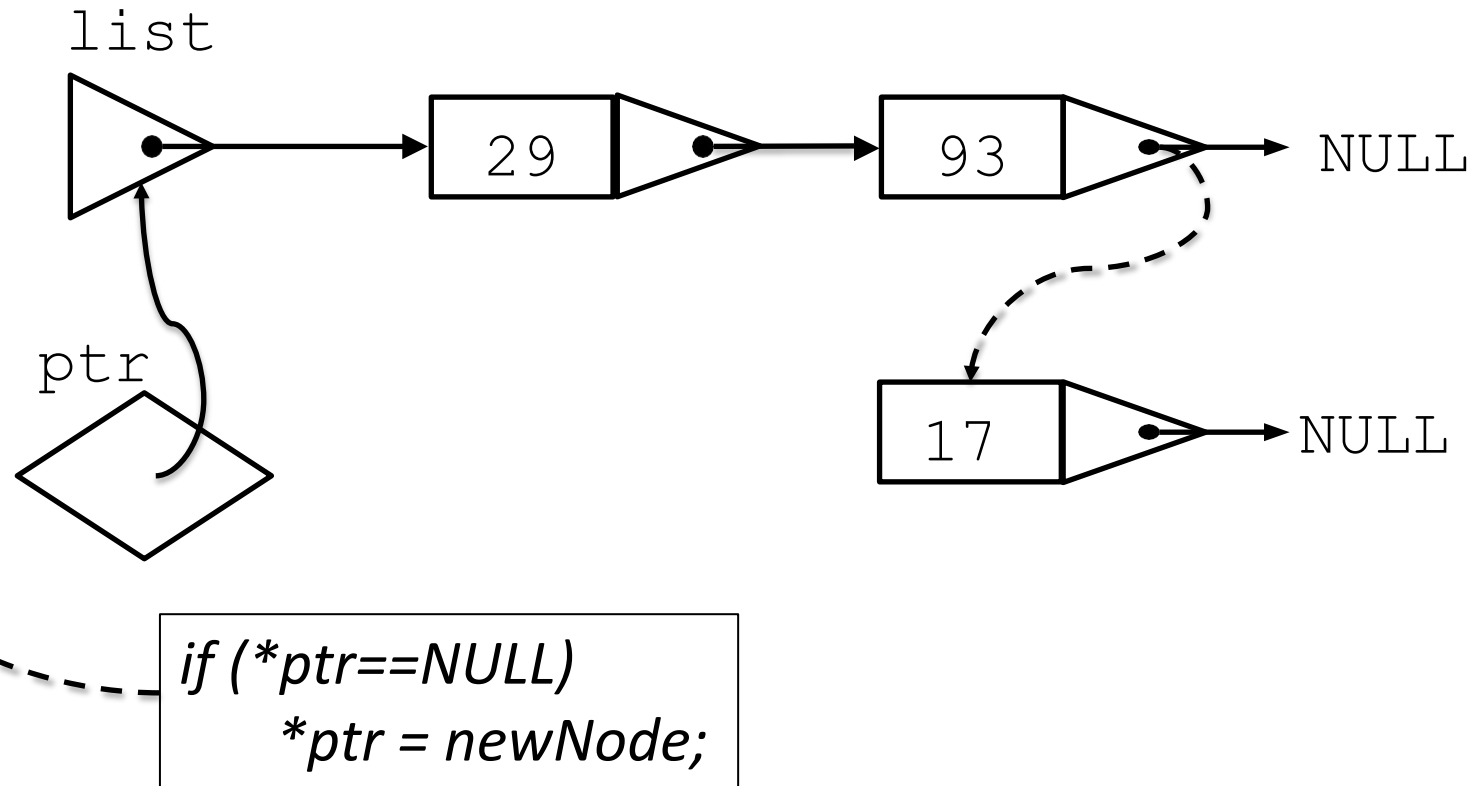 list
29
93
NULL
ptr
17
NULL
if (*ptr==NULL)
*ptr = newNode;